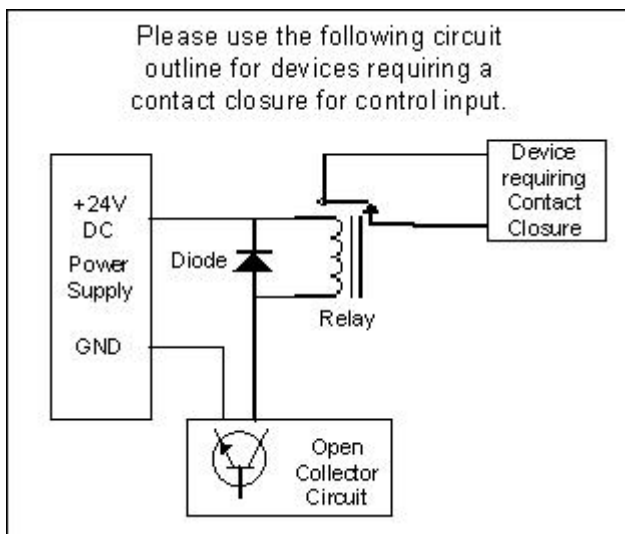 Please use the following circuit
outline for devices requiring a
contact closure for control input.
+24V
DC
Power
Supply
GND
Diode
Relay
Device
requiring
Contact
Closure
Open
Collector
Circuit